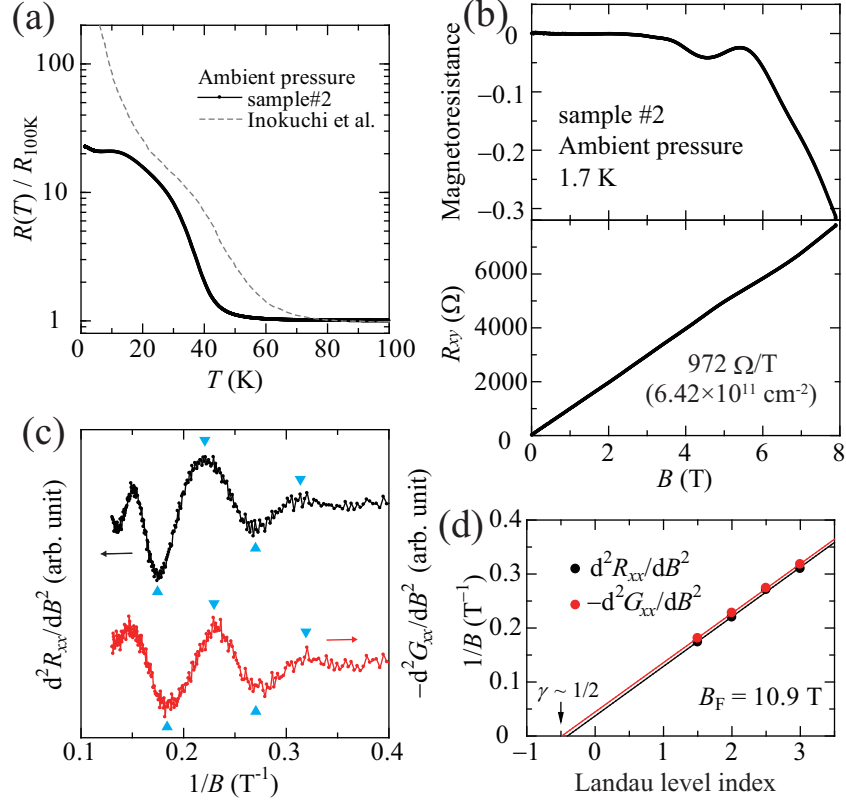 (a)
100
10
1
R(T) / R100K
Ambient pressure
sample#2
Inokuchi et al.
0 20 40 60 80 100
T (K)
(b)
0
−0.1
−0.2
−0.3
Magnetoresistance
sample #2
Ambient pressure
1.7 K
6000
4000
2000
0
Rxy (Ω)
972 Ω/T
(6.42×10¹¹ cm⁻²)
0 2 4 6 8
B (T)
(c)
d²Rxx/dB² (arb. unit)
−d²Gxx/dB² (arb. unit)
0.1 0.2 0.3 0.4
1/B (T⁻¹)
(d)
0.4
0.3
0.2
0.1
0
1/B (T⁻¹)
d²Rxx/dB²
−d²Gxx/dB²
γ ~ 1/2
BF = 10.9 T
−1 0 1 2 3
Landau level index